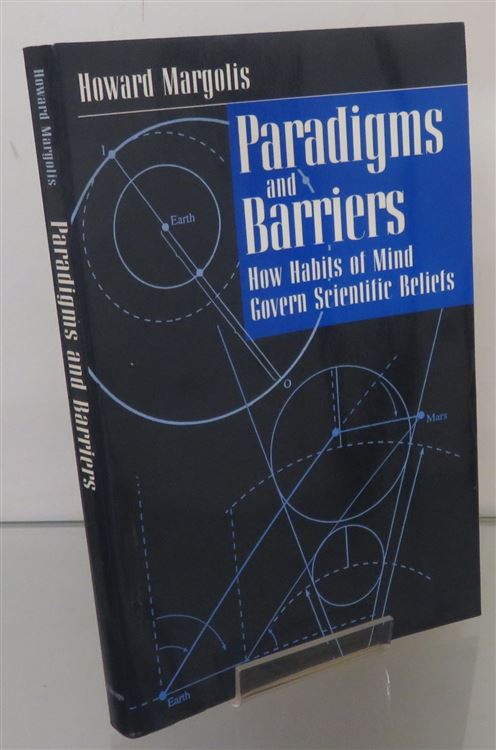 Howard Margolis
Paradigms
and
Barriers
How Habits of Mind
Govern Scientific Beliefs
I
Earth
O
Mars
Earth
Howard Margolis
Paradigms and Barriers